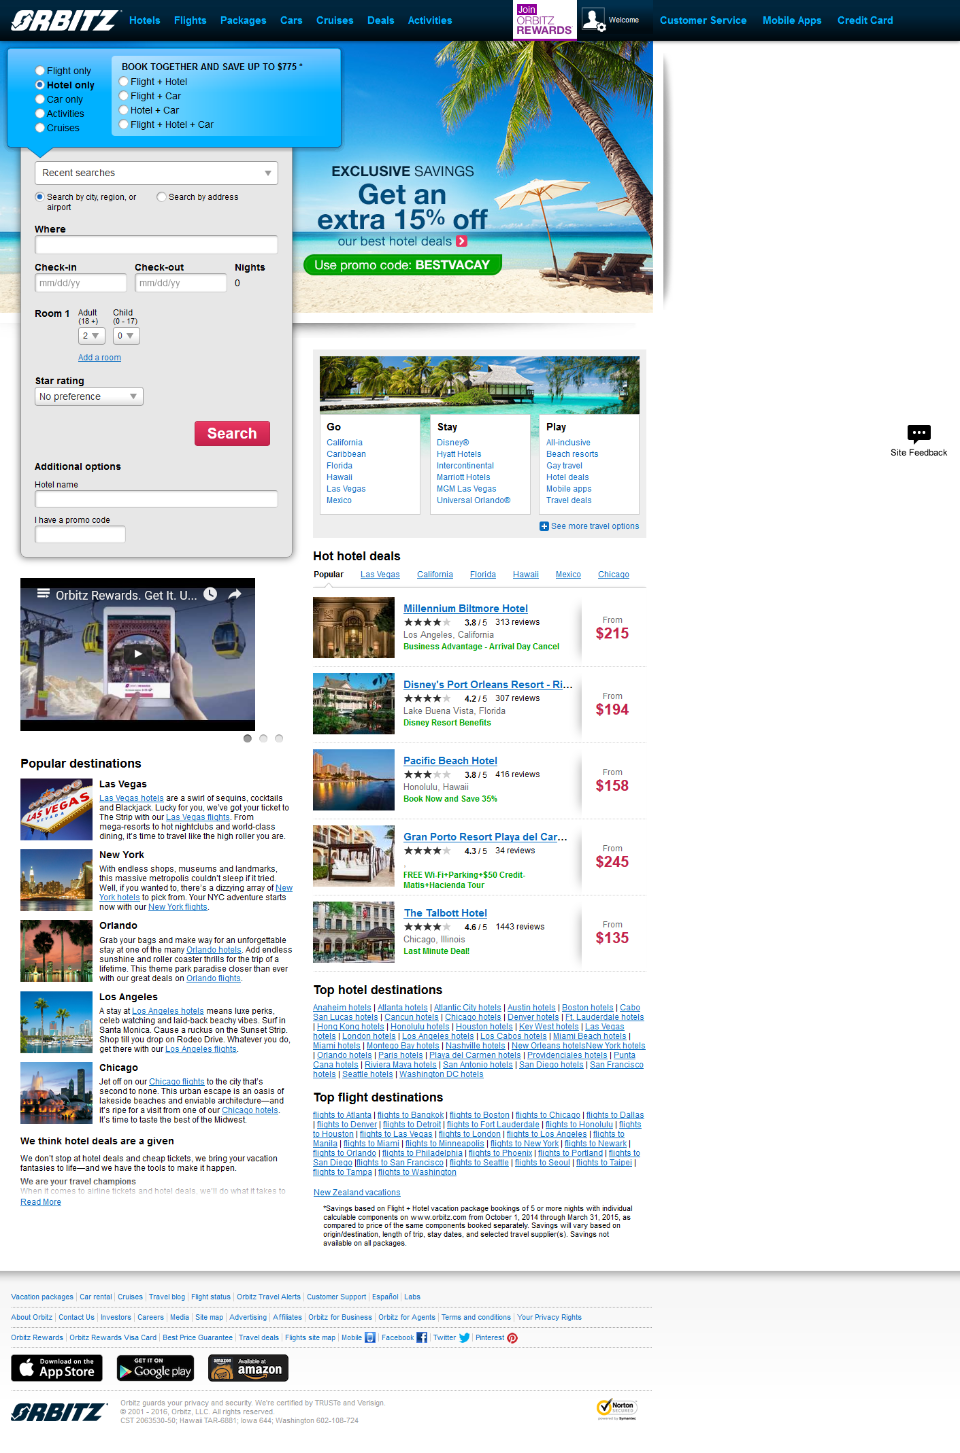 ORBITZ Hotels Flights Packages Cars Cruises Deals Activities Join ORBITZ REWARDS Welcome Customer Service Mobile Apps Credit Card
Flight only
Hotel only
Car only
Activities
Cruises
BOOK TOGETHER AND SAVE UP TO $775 *
Flight + Hotel
Flight + Car
Hotel + Car
Flight + Hotel + Car
Recent searches
Search by city, region, or airport
Search by address
Where
Check-in Check-out Nights
mm/dd/yy mm/dd/yy 0
Room 1 Adult (18 +) Child (0 - 17)
2 0
Add a room
Star rating
No preference
Search
Additional options
Hotel name
I have a promo code
EXCLUSIVE SAVINGS
Get an
extra 15% off
our best hotel deals
Use promo code: BESTVACAY
Go
California
Caribbean
Florida
Hawaii
Las Vegas
Mexico
Stay
Disney®
Hyatt Hotels
Intercontinental
Marriott Hotels
MGM Las Vegas
Universal Orlando®
Play
All-inclusive
Beach resorts
Gay travel
Hotel deals
Mobile apps
Travel deals
See more travel options
Site Feedback
Hot hotel deals
Popular Las Vegas California Florida Hawaii Mexico Chicago
Millennium Biltmore Hotel
3.8 / 5 313 reviews
Los Angeles, California
Business Advantage - Arrival Day Cancel
From
$215
Disney's Port Orleans Resort - Ri...
4.2 / 5 307 reviews
Lake Buena Vista, Florida
Disney Resort Benefits
From
$194
Pacific Beach Hotel
3.8 / 5 416 reviews
Honolulu, Hawaii
Book Now and Save 35%
From
$158
Gran Porto Resort Playa del Car...
4.3 / 5 34 reviews
FREE Wi-Fi+Parking+$50 Credit-
Matis+Hacienda Tour
From
$245
The Talbott Hotel
4.6 / 5 1443 reviews
Chicago, Illinois
Last Minute Deal!
From
$135
Orbitz Rewards. Get It. U...
Popular destinations
LAS VEGAS
NEVADA
Las Vegas
Las Vegas hotels are a swirl of sequins, cocktails
and Blackjack. Lucky for you, we've got your ticket to
The Strip with our Las Vegas flights. From
mega-resorts to hot nightclubs and world-class
dining, it's time to travel like the high roller you are.
New York
With endless shops, museums and landmarks,
this massive metropolis couldn't sleep if it tried.
Well, if you wanted to, there's a dizzying array of New
York hotels to pick from. Your NYC adventure starts
now with our New York flights.
Orlando
Grab your bags and make way for an unforgettable
stay at one of the many Orlando hotels. Add endless
sunshine and roller coaster thrills for the trip of a
lifetime. This theme park paradise closer than ever
with our great deals on Orlando flights.
Los Angeles
A stay at Los Angeles hotels means luxe perks,
celeb watching and laid-back beachy vibes. Surf in
Santa Monica. Cause a ruckus on the Sunset Strip.
Shop till you drop on Rodeo Drive. Whatever you do,
get there with our Los Angeles flights.
Chicago
Jet off on our Chicago flights to the city that's
second to none. This urban escape is an oasis of
lakeside beaches and enviable architecture—and
it's ripe for a visit from one of our Chicago hotels.
It's time to taste the best of the Midwest.
We think hotel deals are a given
We don't stop at hotel deals and cheap tickets, we bring your vacation
fantasies to life—and we have the tools to make it happen.
We are your travel champions
When it comes to airline tickets and hotel deals, we'll do what it takes to
Read More
Top hotel destinations
Anaheim hotels | Atlanta hotels | Atlantic City hotels | Austin hotels | Boston hotels | Cabo
San Lucas hotels | Cancun hotels | Chicago hotels | Denver hotels | Ft. Lauderdale hotels
| Hong Kong hotels | Honolulu hotels | Houston hotels | Key West hotels | Las Vegas
hotels | London hotels | Los Angeles hotels | Los Cabos hotels | Miami Beach hotels |
Miami hotels | Montego Bay hotels | Nashville hotels | New Orleans hotelsNew York hotels
| Orlando hotels | Paris hotels | Playa del Carmen hotels | Providenciales hotels | Punta
Cana hotels | Riviera Maya hotels | San Antonio hotels | San Diego hotels | San Francisco
hotels | Seattle hotels | Washington DC hotels
Top flight destinations
flights to Atlanta | flights to Bangkok | flights to Boston | flights to Chicago | flights to Dallas
| flights to Denver | flights to Detroit | flights to Fort Lauderdale | flights to Honolulu | flights
to Houston | flights to Las Vegas | flights to London | flights to Los Angeles | flights to
Manila | flights to Miami | flights to Minneapolis | flights to New York | flights to Newark |
flights to Orlando | flights to Philadelphia | flights to Phoenix | flights to Portland | flights to
San Diego |flights to San Francisco | flights to Seattle | flights to Seoul | flights to Taipei |
flights to Tampa | flights to Washington
New Zealand vacations
*Savings based on Flight + Hotel vacation package bookings of 5 or more nights with individual
calculable components on www.orbitz.com from October 1, 2014 through March 31, 2015, as
compared to price of the same components booked separately. Savings will vary based on
origin/destination, length of trip, stay dates, and selected travel supplier(s). Savings not
available on all packages.
Vacation packages | Car rental | Cruises | Travel blog | Flight status | Orbitz Travel Alerts | Customer Support | Español | Labs
About Orbitz | Contact Us | Investors | Careers | Media | Site map | Advertising | Affiliates | Orbitz for Business | Orbitz for Agents | Terms and conditions | Your Privacy Rights
Orbitz Rewards | Orbitz Rewards Visa Card | Best Price Guarantee | Travel deals | Flights site map | Mobile | Facebook | Twitter | Pinterest
Download on the App Store
GET IT ON Google play
amazon Available at amazon
ORBITZ
Orbitz guards your privacy and security. We're certified by TRUSTe and Verisign.
© 2001 - 2016, Orbitz, LLC. All rights reserved.
CST 2063530-50; Hawaii TAR-6881; Iowa 644; Washington 602-108-724
Norton
SECURED
powered by Symantec